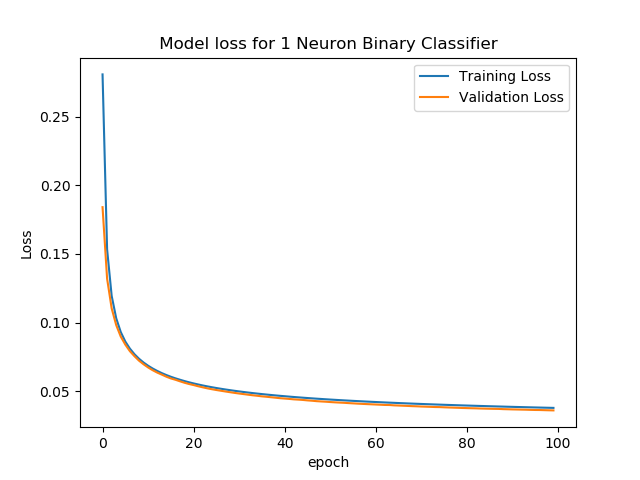 Model loss for 1 Neuron Binary Classifier
Training Loss
Validation Loss
Loss
0.25
0.20
0.15
0.10
0.05
0 20 40 60 80 100
epoch